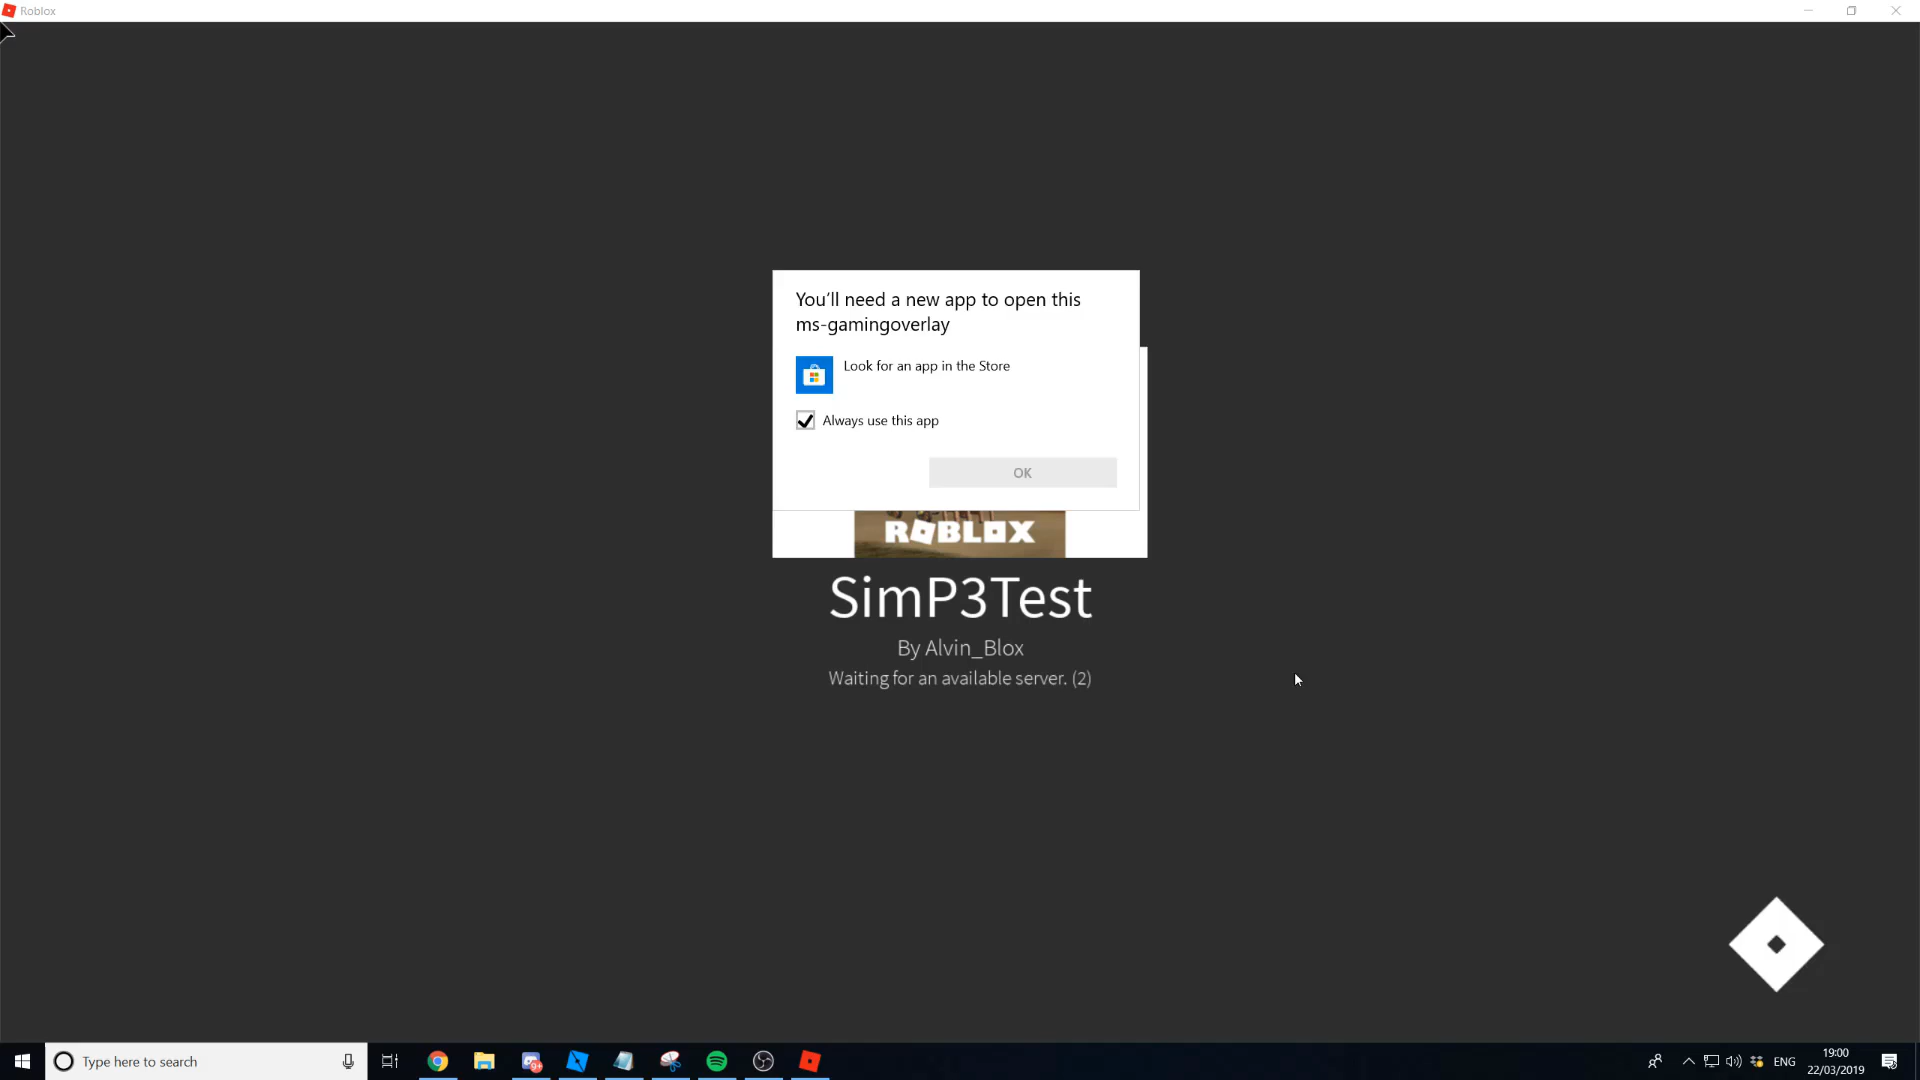 Roblox
You'll need a new app to open this
ms-gamingoverlay
Look for an app in the Store
Always use this app
OK
ROBLOX
SimP3Test
By Alvin_Blox
Waiting for an available server. (2)
Type here to search
9+
ENG
19:00
22/03/2019